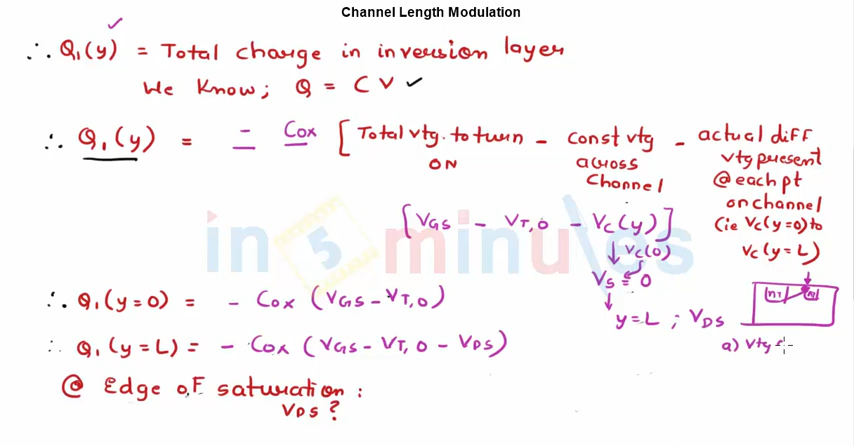 Channel Length Modulation
∴ Q₁(y) = Total charge in inversion layer
We know; Q = C V ✓
∴ Q₁(y) = - Cox [Total vtg. to turn ON - const vtg across channel - actual diff vtg present @ each pt on channel (ie Vc(y=0) to Vc(y=L)
[VGS - VT,0 - Vc(y)]
↓ Vc(0)
Vs = 0
↓
y=L ; VDS
∴ Q₁(y=0) = - Cox (VGS - VT,0)
∴ Q₁(y=L) = - Cox (VGS - VT,0 - VDS)
a) Vtg
@ Edge of saturation :
VDS ?
in 5 minutes